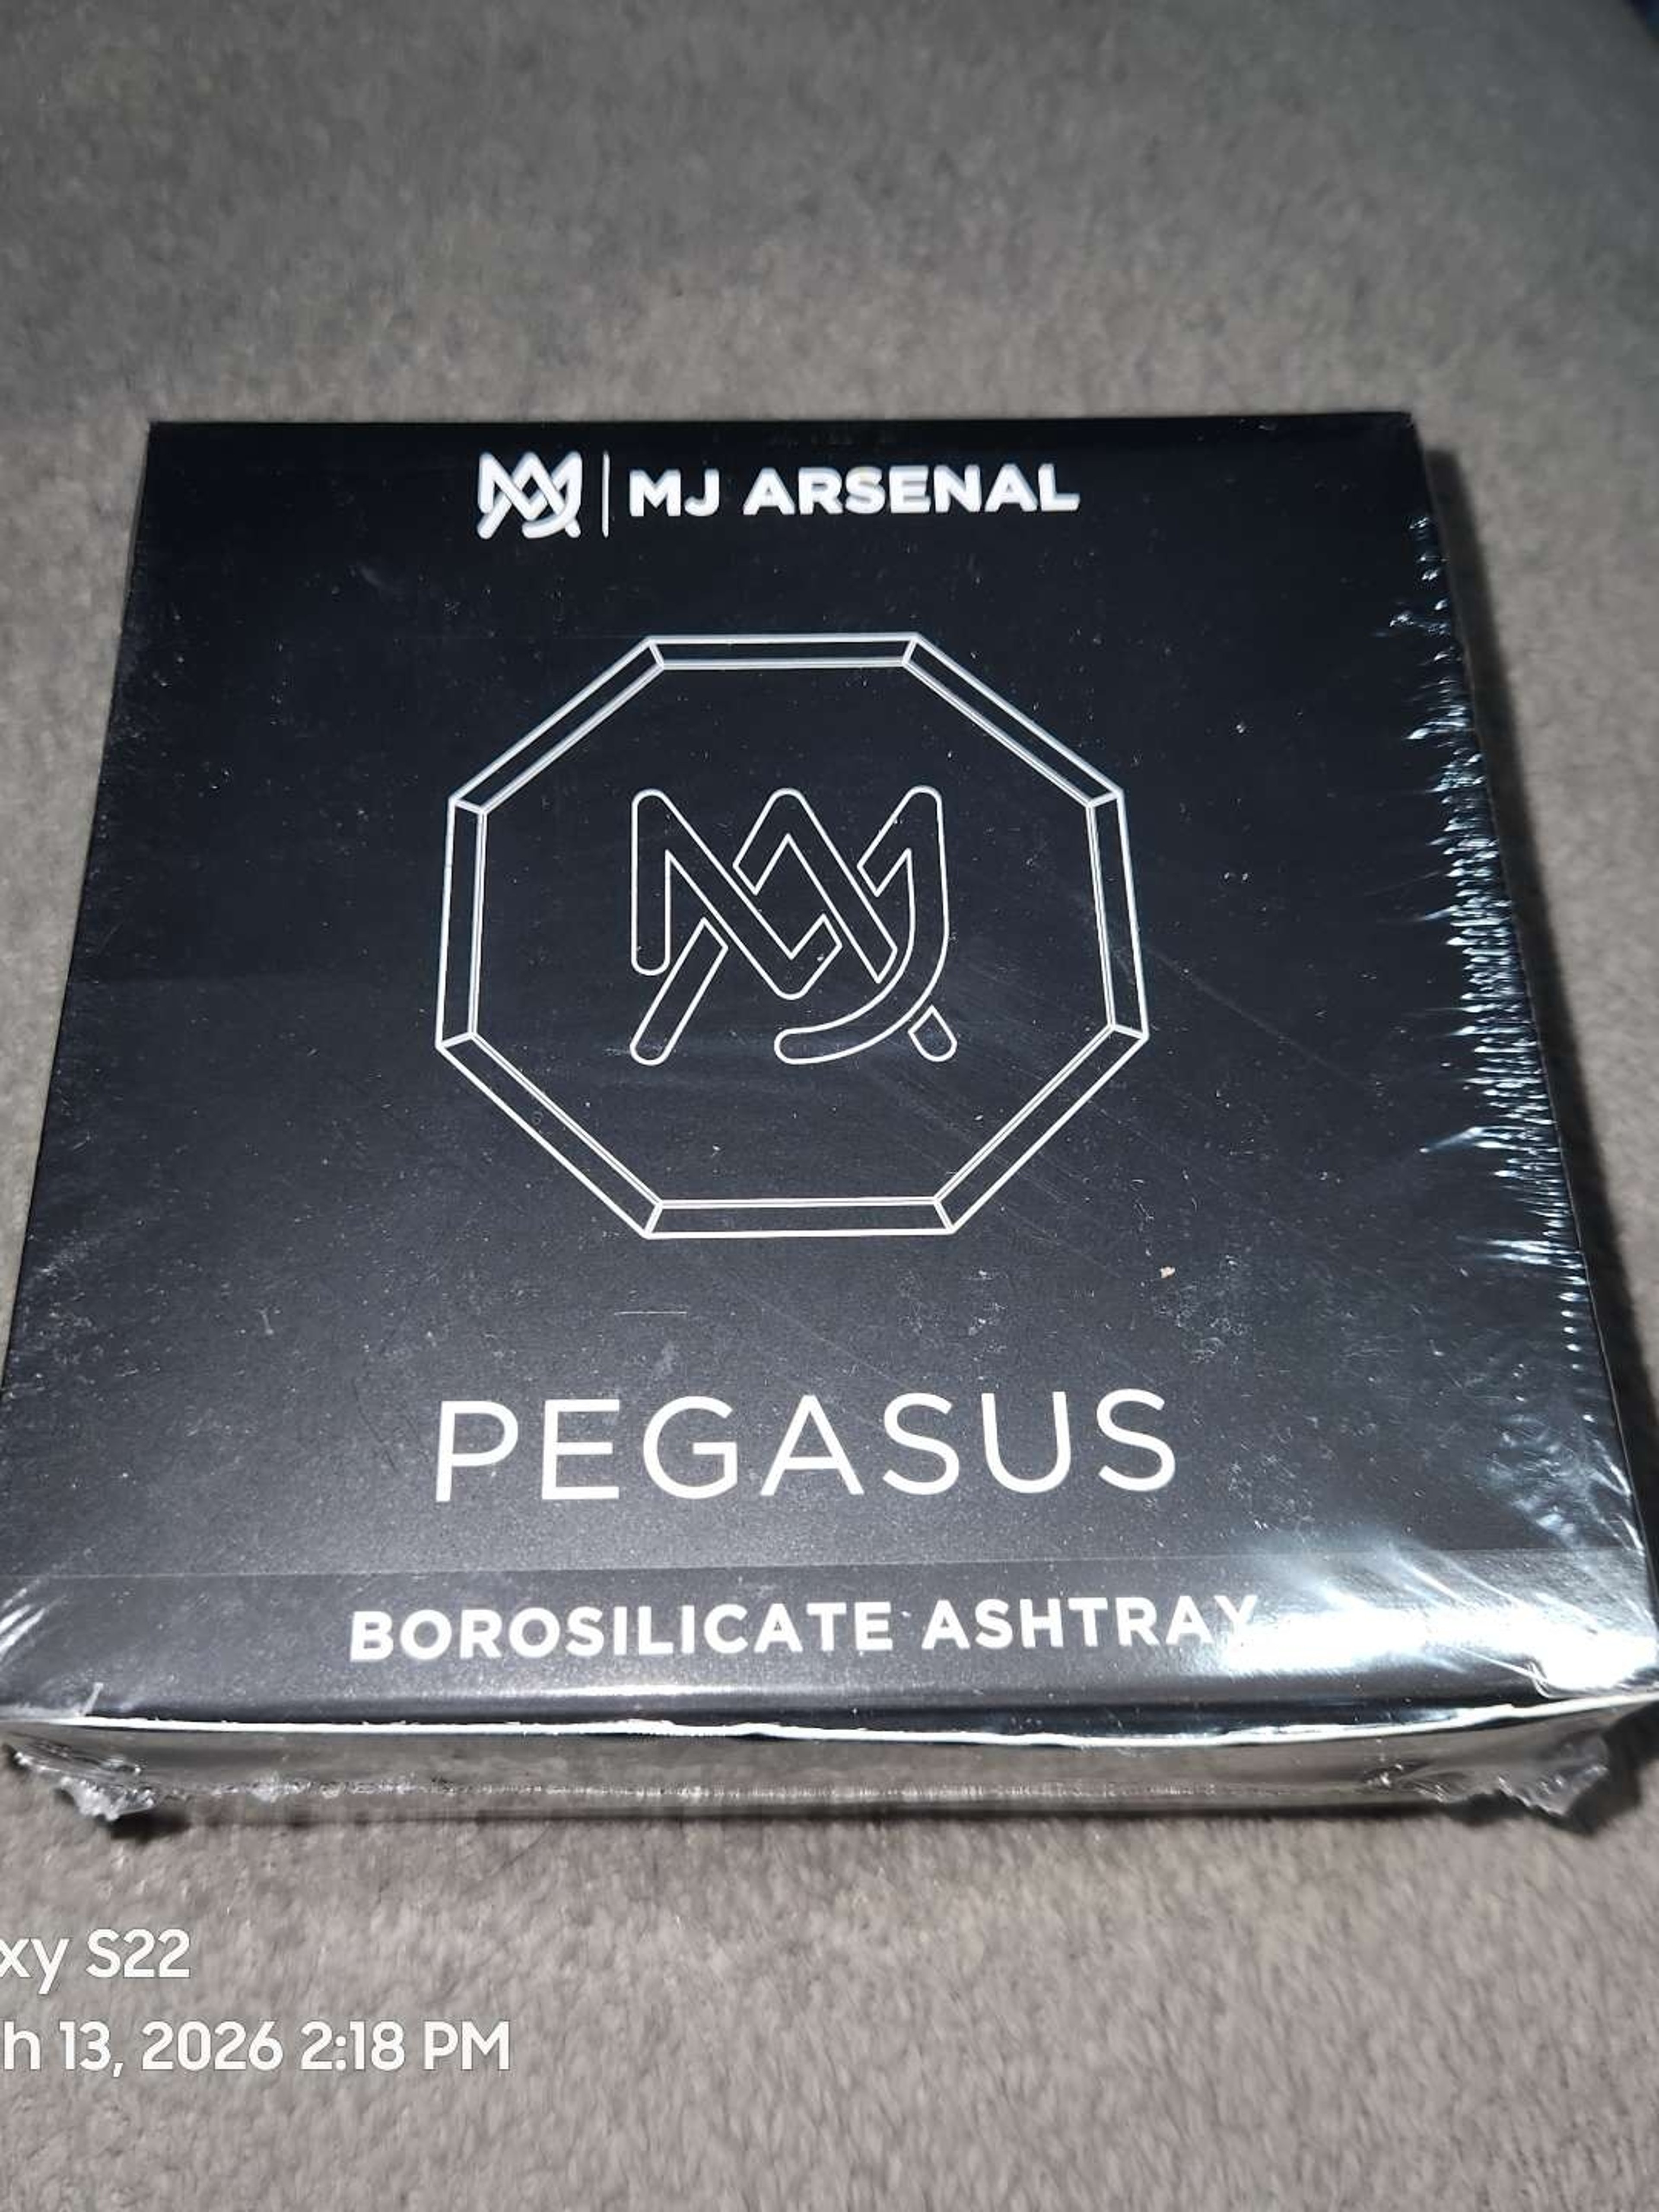 MJ ARSENAL
PEGASUS
BOROSILICATE ASHTRAY
xy S22
h 13, 2026 2:18 PM